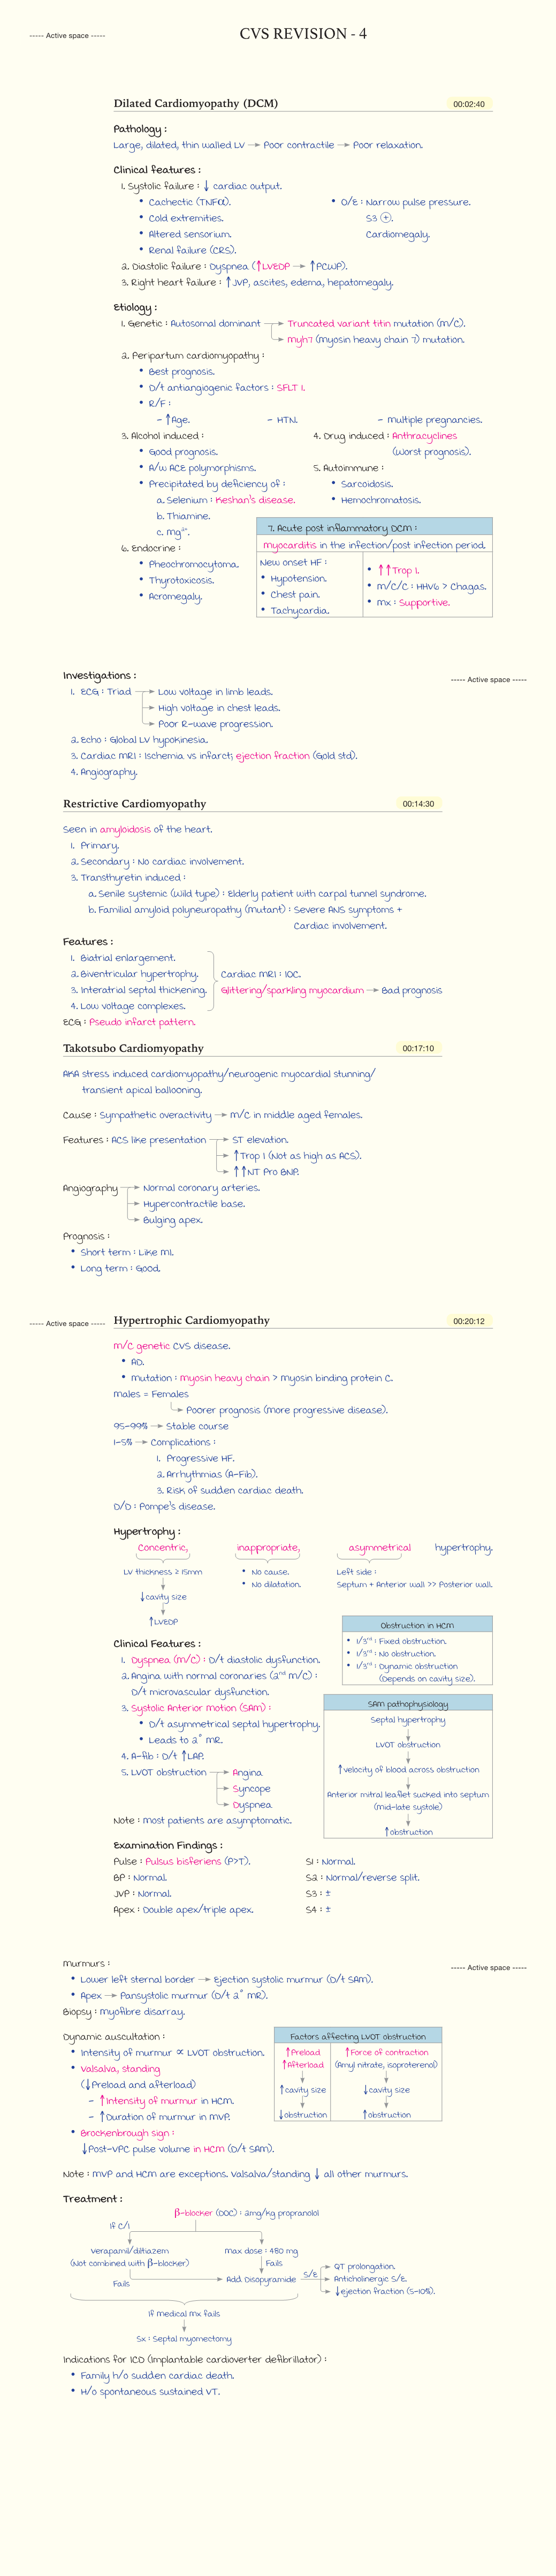 CVS REVISION - 4
----- Active space -----
Dilated Cardiomyopathy (DCM) 00:02:40
Pathology :
Large, dilated, thin walled LV → Poor contractile → Poor relaxation.
Clinical features :
1. Systolic failure : ↓ cardiac output.
• Cachectic (TNFα). • O/E : Narrow pulse pressure.
• Cold extremities. S3 ⊕.
• Altered sensorium. Cardiomegaly.
• Renal failure (CRS).
2. Diastolic failure : Dyspnea (↑LVEDP → ↑PCWP).
3. Right heart failure : ↑JVP, ascites, edema, hepatomegaly.
Etiology :
1. Genetic : Autosomal dominant → Truncated variant titin mutation (M/C).
→ Myh7 (Myosin heavy chain 7) mutation.
2. Peripartum cardiomyopathy :
• Best prognosis.
• D/t antiangiogenic factors : SFLT 1.
• R/F :
- ↑Age. - HTN. - Multiple pregnancies.
3. Alcohol induced : 4. Drug induced : Anthracyclines
• Good prognosis. (Worst prognosis).
• A/w ACE polymorphisms. 5. Autoimmune :
• Precipitated by deficiency of : • Sarcoidosis.
a. Selenium : Keshan's disease. • Hemochromatosis.
b. Thiamine.
c. Mg²⁺.
6. Endocrine :
• Pheochromocytoma.
• Thyrotoxicosis.
• Acromegaly.
7. Acute post inflammatory DCM :
Myocarditis in the infection/post infection period.
New onset HF :
• Hypotension.
• Chest pain.
• Tachycardia.
• ↑↑Trop 1.
• M/C/C : HHV6 > Chagas.
• Mx : Supportive.
----- Active space -----
Investigations :
1. ECG : Triad → Low voltage in limb leads.
→ High voltage in chest leads.
→ Poor R-wave progression.
2. Echo : Global LV hypokinesia.
3. Cardiac MRI : Ischemia vs infarct; ejection fraction (Gold std).
4. Angiography.
Restrictive Cardiomyopathy 00:14:30
Seen in amyloidosis of the heart.
1. Primary.
2. Secondary : No cardiac involvement.
3. Transthyretin induced :
a. Senile systemic (Wild type) : Elderly patient with carpal tunnel syndrome.
b. Familial amyloid polyneuropathy (Mutant) : Severe ANS symptoms +
Cardiac involvement.
Features :
1. Biatrial enlargement.
2. Biventricular hypertrophy. Cardiac MRI : IOC.
3. Interatrial septal thickening. Glittering/sparkling myocardium → Bad prognosis
4. Low voltage complexes.
ECG : Pseudo infarct pattern.
Takotsubo Cardiomyopathy 00:17:10
AKA stress induced cardiomyopathy/neurogenic myocardial stunning/
transient apical ballooning.
Cause : Sympathetic overactivity → M/C in middle aged females.
Features : ACS like presentation → ST elevation.
→ ↑Trop 1 (Not as high as ACS).
→ ↑↑NT Pro BNP.
Angiography → Normal coronary arteries.
→ Hypercontractile base.
→ Bulging apex.
Prognosis :
• Short term : Like MI.
• Long term : Good.
----- Active space -----
Hypertrophic Cardiomyopathy 00:20:12
M/C genetic CVS disease.
• AD.
• Mutation : Myosin heavy chain > Myosin binding protein C.
Males = Females
→ Poorer prognosis (More progressive disease).
95-99% → Stable course
1-5% → Complications :
1. Progressive HF.
2. Arrhythmias (A-Fib).
3. Risk of sudden cardiac death.
D/D : Pompe's disease.
Hypertrophy :
Concentric, inappropriate, asymmetrical hypertrophy.
LV thickness ≥ 15mm • No cause. Left side :
↓ • No dilatation. Septum + Anterior wall >> Posterior wall.
↓cavity size
↓
↑LVEDP
Obstruction in HCM
• 1/3rd : Fixed obstruction.
• 1/3rd : No obstruction.
• 1/3rd : Dynamic obstruction
(Depends on cavity size).
Clinical Features :
1. Dyspnea (M/C) : D/t diastolic dysfunction.
2. Angina with normal coronaries (2nd M/C) :
D/t microvascular dysfunction.
3. Systolic Anterior Motion (SAM) :
• D/t asymmetrical septal hypertrophy.
• Leads to 2° MR.
4. A-fib : D/t ↑LAP.
5. LVOT obstruction → Angina
→ Syncope
→ Dyspnea
Note : Most patients are asymptomatic.
SAM pathophysiology
Septal hypertrophy
↓
LVOT obstruction
↓
↑velocity of blood across obstruction
↓
Anterior mitral leaflet sucked into septum
(Mid-late systole)
↓
↑obstruction
Examination Findings :
Pulse : Pulsus bisferiens (P>T). S1 : Normal.
BP : Normal. S2 : Normal/reverse split.
JVP : Normal. S3 : ±
Apex : Double apex/triple apex. S4 : ±
----- Active space -----
Murmurs :
• Lower left sternal border → Ejection systolic murmur (D/t SAM).
• Apex → Pansystolic murmur (D/t 2° MR).
Biopsy : Myofibre disarray.
Dynamic auscultation :
• Intensity of murmur ∝ LVOT obstruction.
• Valsalva, standing
(↓Preload and afterload)
- ↑Intensity of murmur in HCM.
- ↑Duration of murmur in MVP.
• Brockenbrough sign :
↓Post-VPC pulse volume in HCM (D/t SAM).
Factors affecting LVOT obstruction
↑Preload ↑Force of contraction
↑Afterload (Amyl nitrate, isoproterenol)
↓ ↓
↑cavity size ↓cavity size
↓ ↓
↓obstruction ↑obstruction
Note : MVP and HCM are exceptions. Valsalva/standing ↓ all other murmurs.
Treatment :
β-blocker (DOC) : 2mg/kg propranolol
If C/I
Verapamil/diltiazem Max dose : 480 mg
(Not combined with β-blocker) Fails
Fails → Add Disopyramide S/E → QT prolongation.
→ Anticholinergic S/E.
→ ↓ejection fraction (5-10%).
If medical Mx fails
↓
Sx : Septal myomectomy
Indications for ICD (Implantable cardioverter defibrillator) :
• Family h/o sudden cardiac death.
• H/o spontaneous sustained VT.